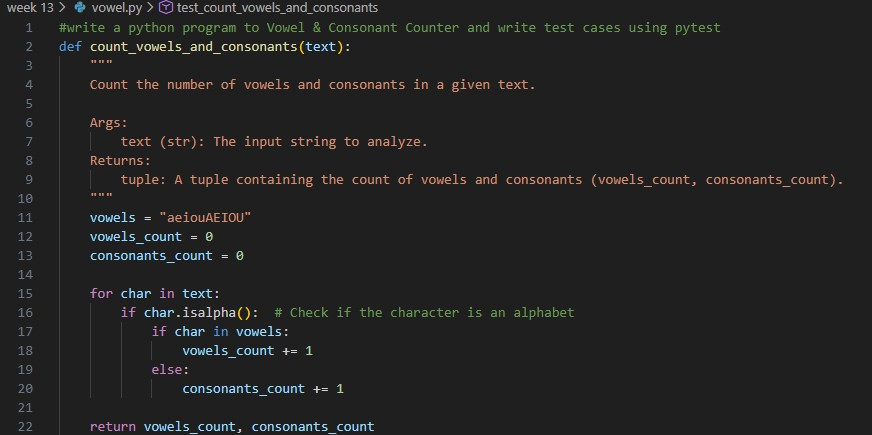 week 13 > vowel.py > test_count_vowels_and_consonants
1 #write a python program to Vowel & Consonant Counter and write test cases using pytest
2 def count_vowels_and_consonants(text):
3     """
4     Count the number of vowels and consonants in a given text.
5
6     Args:
7         text (str): The input string to analyze.
8     Returns:
9         tuple: A tuple containing the count of vowels and consonants (vowels_count, consonants_count).
10     """
11     vowels = "aeiouAEIOU"
12     vowels_count = 0
13     consonants_count = 0
14
15     for char in text:
16         if char.isalpha():  # Check if the character is an alphabet
17             if char in vowels:
18                 vowels_count += 1
19             else:
20                 consonants_count += 1
21
22     return vowels_count, consonants_count